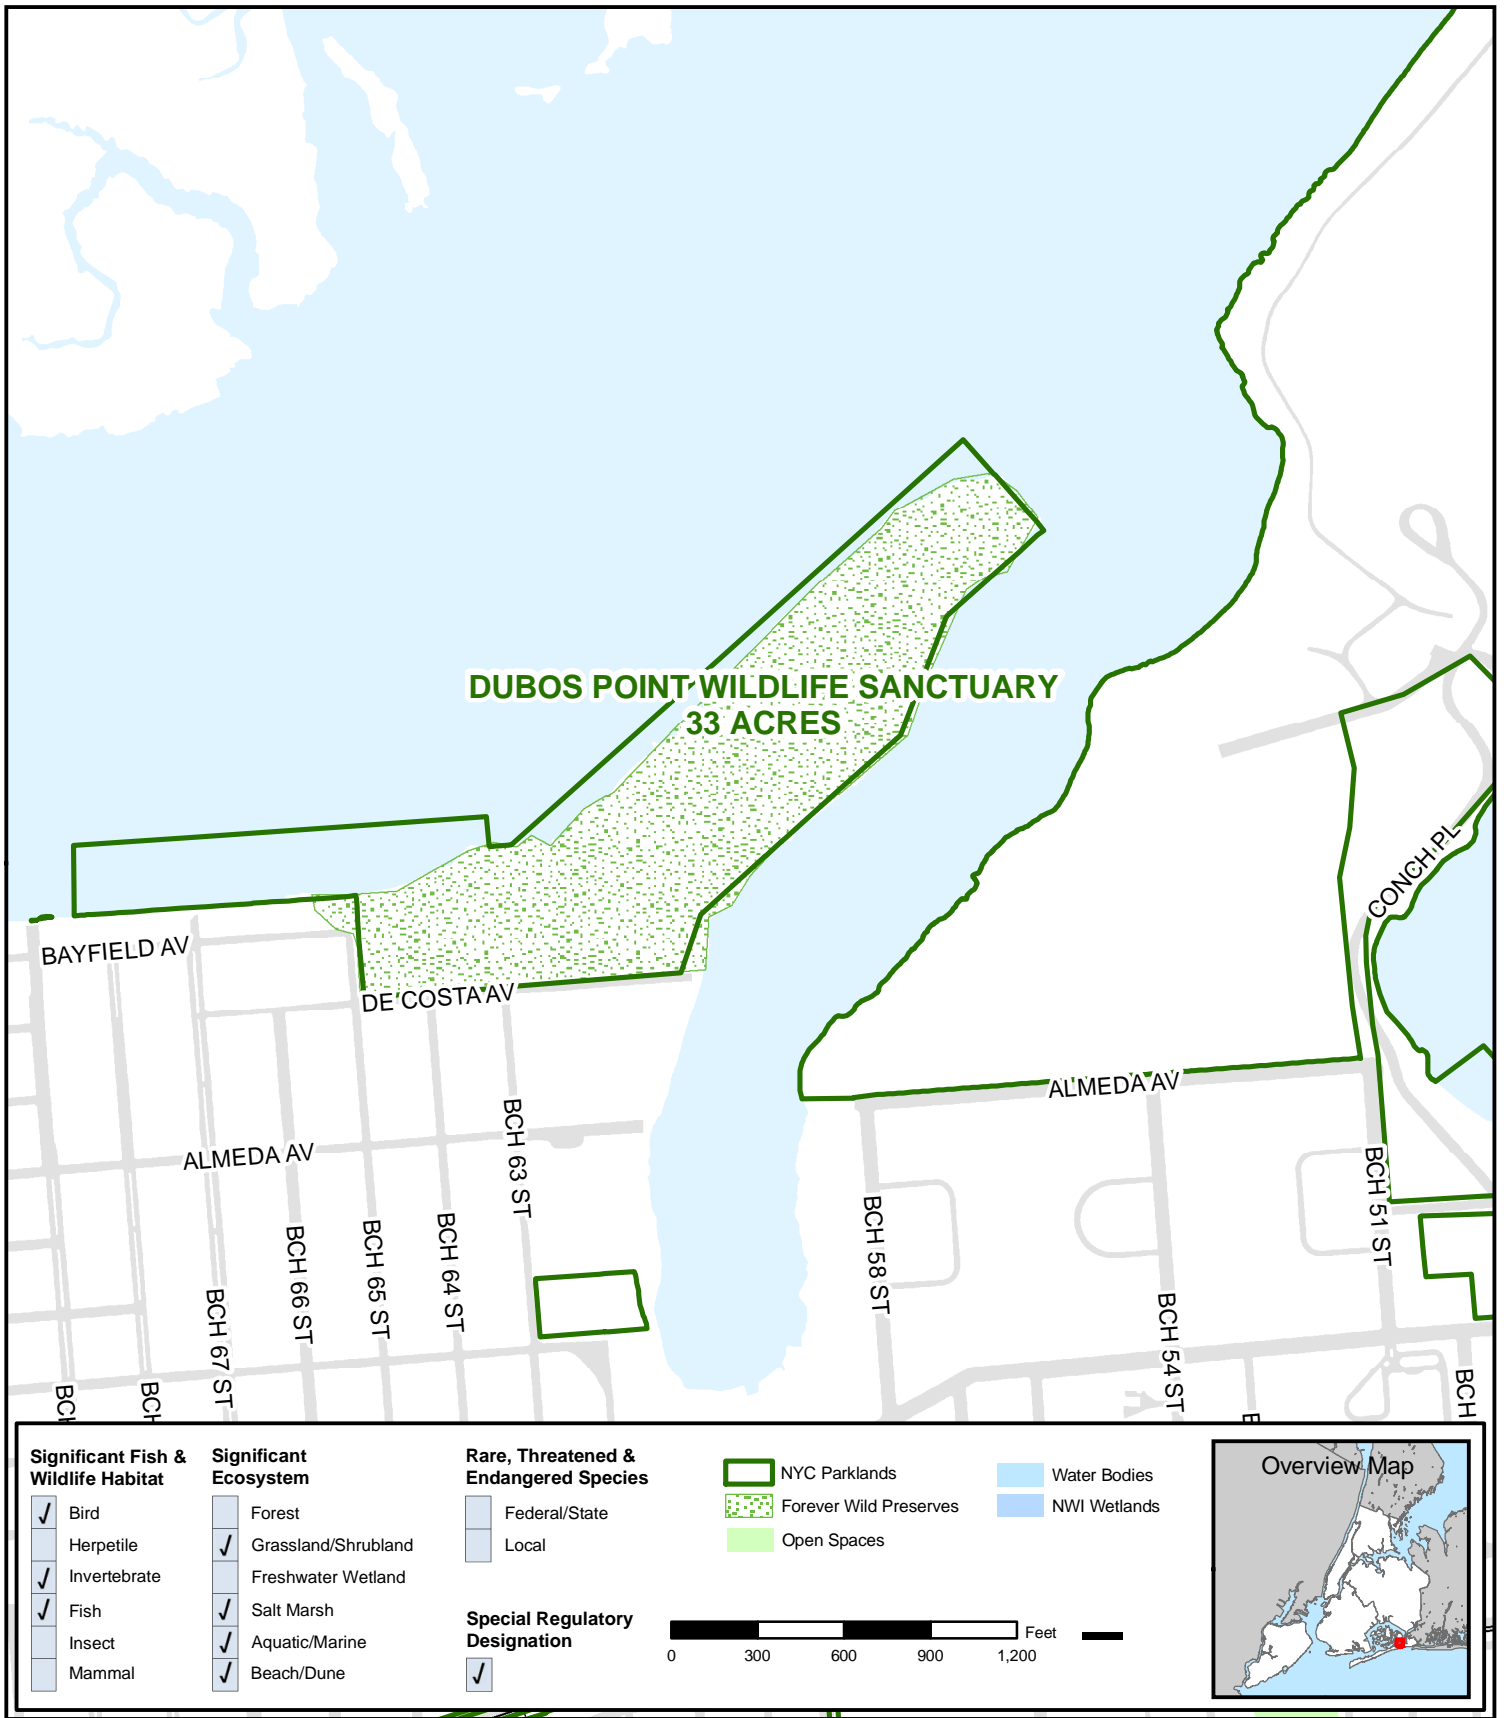 DUBOS POINT WILDLIFE SANCTUARY
33 ACRES
CONCH PL
BAYFIELD AV
DE COSTA AV
ALMEDA AV
ALMEDA AV
BCH 63 ST
BCH 51 ST
BCH 58 ST
BCH 66 ST
BCH 65 ST
BCH 64 ST
BCH 67 ST
BCH 54 ST
BCH
BCH
BCH
Significant Fish &
Wildlife Habitat
Bird
Herpetile
Invertebrate
Fish
Insect
Mammal
Significant
Ecosystem
Forest
Grassland/Shrubland
Freshwater Wetland
Salt Marsh
Aquatic/Marine
Beach/Dune
Rare, Threatened &
Endangered Species
Federal/State
Local
Special Regulatory
Designation
NYC Parklands
Forever Wild Preserves
Open Spaces
Water Bodies
NWI Wetlands
0 300 600 900 1,200 Feet
Overview Map